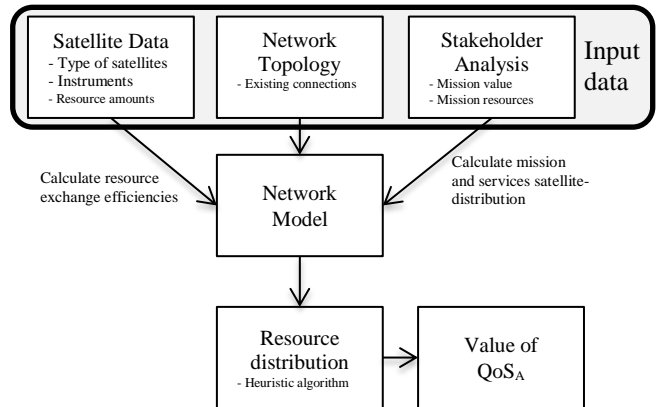 Satellite Data
- Type of satellites
- Instruments
- Resource amounts
Network
Topology
- Existing connections
Stakeholder
Analysis
- Mission value
- Mission resources
Input
data
Calculate resource
exchange efficiencies
Network
Model
Calculate mission
and services satellite-
distribution
Resource
distribution
- Heuristic algorithm
Value of
QoSA